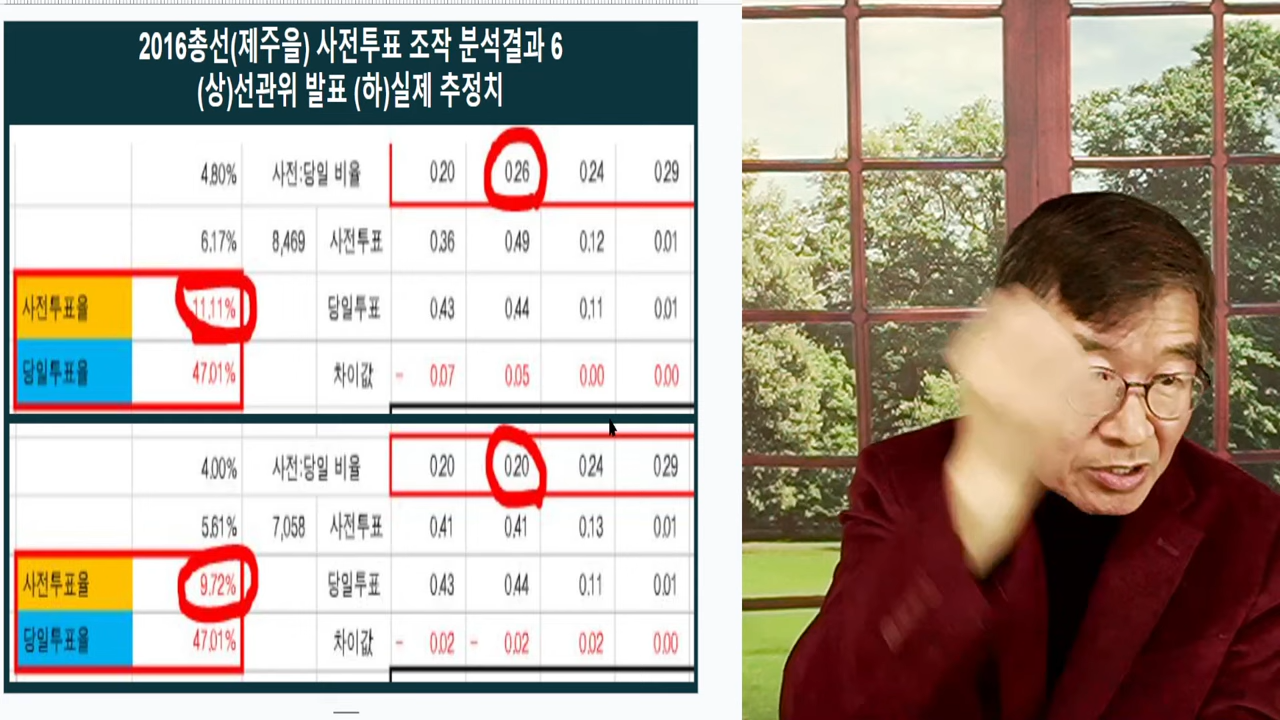 2016총선(제주을) 사전투표 조작 분석결과 6
(상)선관위 발표 (하)실제 추정치
4.80% 사전:당일 비율 0.20 0.26 0.24 0.29
6.17% 8,469 사전투표 0.36 0.49 0.12 0.01
사전투표율 11.11% 당일투표 0.43 0.44 0.11 0.01
당일투표율 47.01% 차이값 - 0.07 0.05 0.00 0.00
4.00% 사전:당일 비율 0.20 0.20 0.24 0.29
5.61% 7,058 사전투표 0.41 0.41 0.13 0.01
사전투표율 9.72% 당일투표 0.43 0.44 0.11 0.01
당일투표율 47.01% 차이값 - 0.02 - 0.02 0.02 0.00